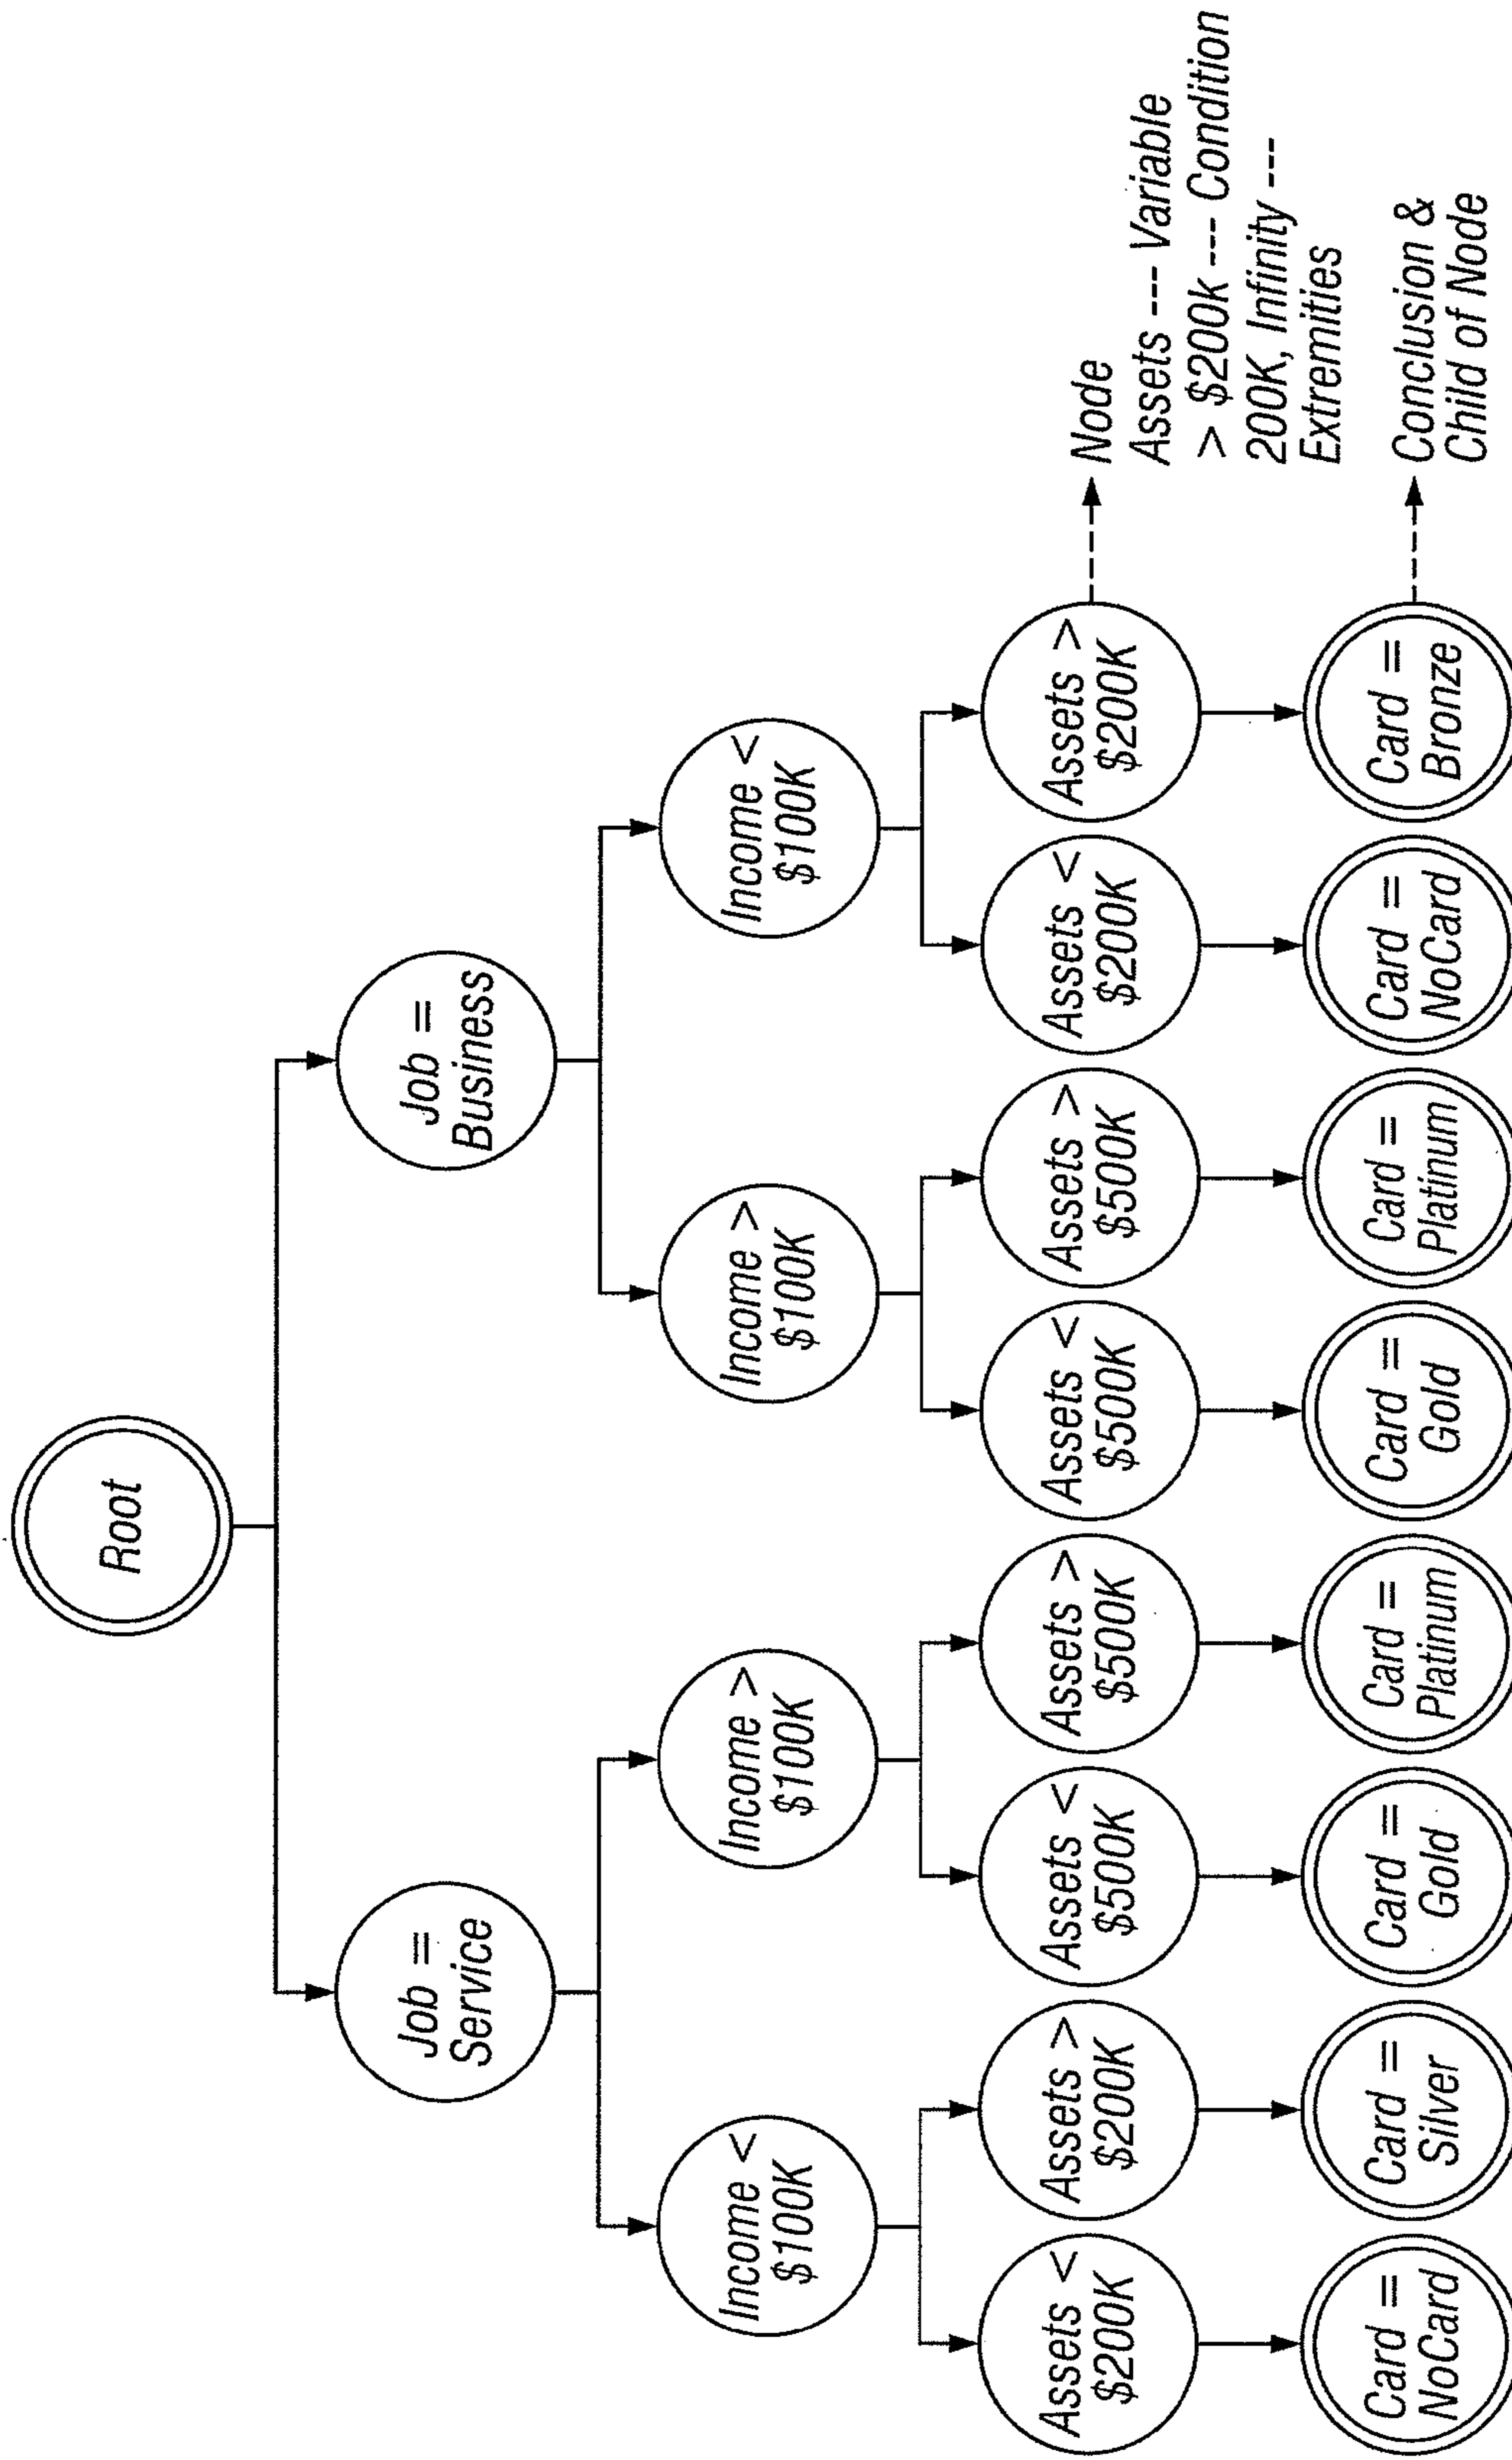 Root
Job =
Service
Job =
Business
Income <
$100K
Income >
$100K
Income >
$100K
Income <
$100K
Assets <
$200K
Assets >
$200K
Assets <
$500K
Assets >
$500K
Assets <
$500K
Assets >
$500K
Assets <
$200K
Assets >
$200K
Node
Assets --- Variable
> $200k --- Condition
200K, Infinity ---
Extremities
Card =
NoCard
Card =
Silver
Card =
Gold
Card =
Platinum
Card =
Gold
Card =
Platinum
Card =
NoCard
Card =
Bronze
Conclusion &
Child of Node